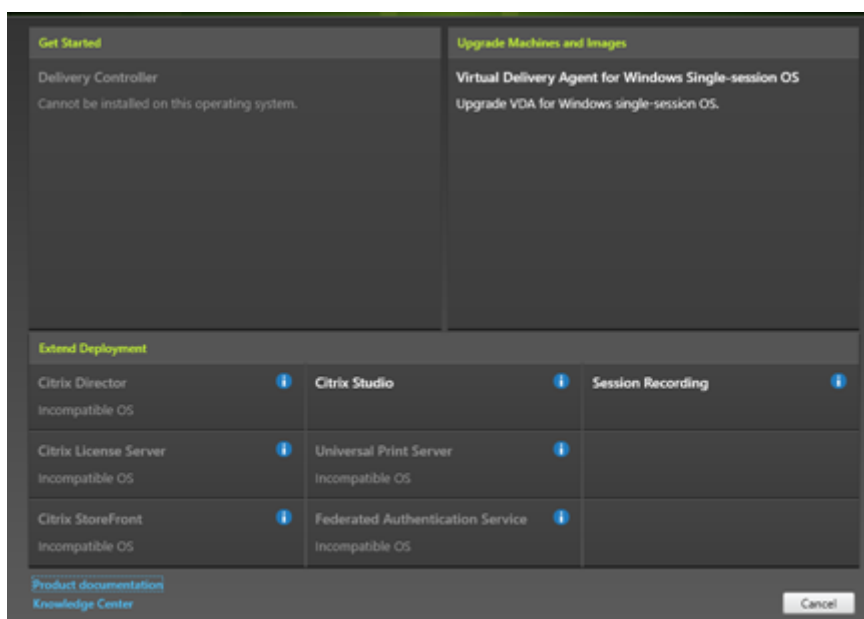 Get Started
Delivery Controller
Cannot be installed on this operating system.
Upgrade Machines and Images
Virtual Delivery Agent for Windows Single-session OS
Upgrade VDA for Windows single-session OS.
Extend Deployment
Citrix Director
Incompatible OS
Citrix Studio
Session Recording
Citrix License Server
Incompatible OS
Universal Print Server
Incompatible OS
Citrix StoreFront
Incompatible OS
Federated Authentication Service
Incompatible OS
Product documentation
Knowledge Center
Cancel